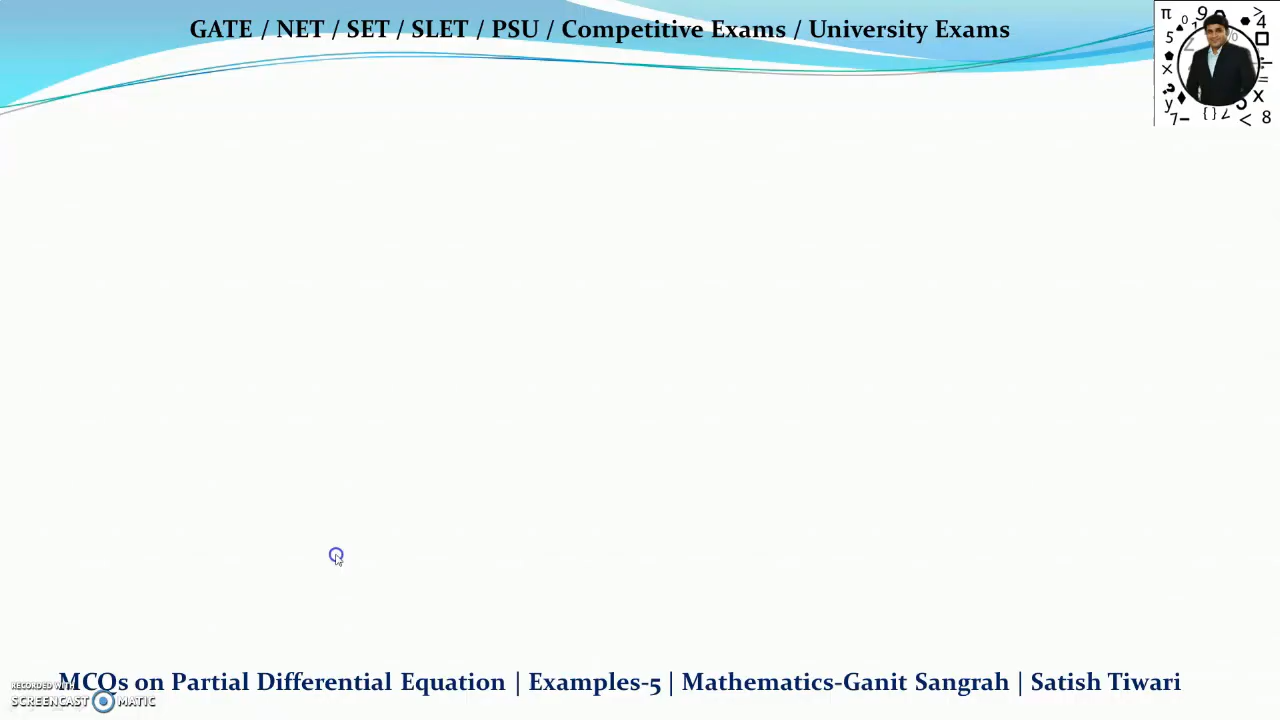 GATE / NET / SET / SLET / PSU / Competitive Exams / University Exams
MCQs on Partial Differential Equation | Examples-5 | Mathematics-Ganit Sangrah | Satish Tiwari
RECORDED WITH
SCREENCAST MATIC